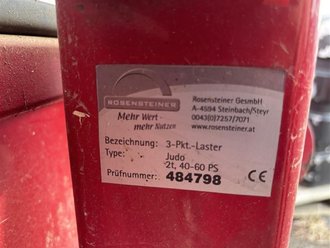 ROSENSTEINER
Mehr Wert -
mehr Nutzen
Rosensteiner GesmbH
A-4594 Steinbach/Steyr
0043(0)7257/7071
www.rosensteiner.at
Bezeichnung: 3-Pkt.-Laster
Type: Judo
2t, 40-60 PS
Prüfnummer: 484798 CE